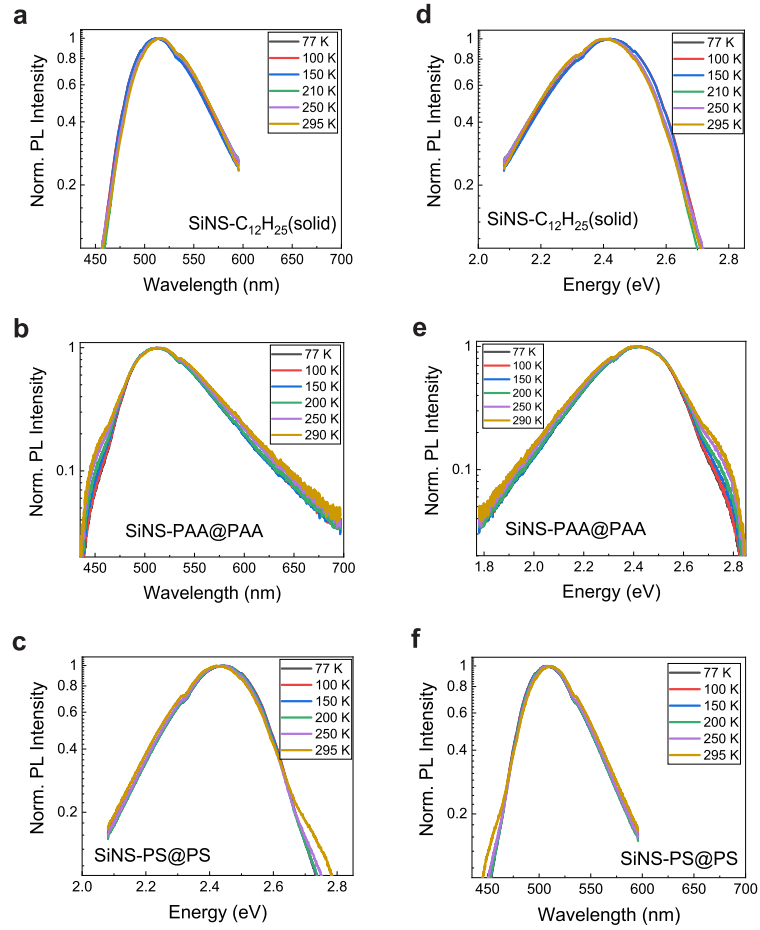 a
Norm. PL Intensity
1
0.8
0.6
0.4
0.2
77 K
100 K
150 K
210 K
250 K
295 K
SiNS-C₁₂H₂₅(solid)
450 500 550 600 650 700
Wavelength (nm)
d
Norm. PL Intensity
1
0.8
0.6
0.4
0.2
77 K
100 K
150 K
210 K
250 K
295 K
SiNS-C₁₂H₂₅(solid)
2.0 2.2 2.4 2.6 2.8
Energy (eV)
b
Norm. PL Intensity
1
0.1
77 K
100 K
150 K
200 K
250 K
290 K
SiNS-PAA@PAA
450 500 550 600 650 700
Wavelength (nm)
e
Norm. PL Intensity
1
0.1
77 K
100 K
150 K
200 K
250 K
290 K
SiNS-PAA@PAA
1.8 2.0 2.2 2.4 2.6 2.8
Energy (eV)
c
Norm. PL Intensity
1
0.8
0.6
0.4
0.2
77 K
100 K
150 K
200 K
250 K
295 K
SiNS-PS@PS
2.0 2.2 2.4 2.6 2.8
Energy (eV)
f
Norm. PL Intensity
1
0.8
0.6
0.4
0.2
77 K
100 K
150 K
200 K
250 K
295 K
SiNS-PS@PS
450 500 550 600 650 700
Wavelength (nm)